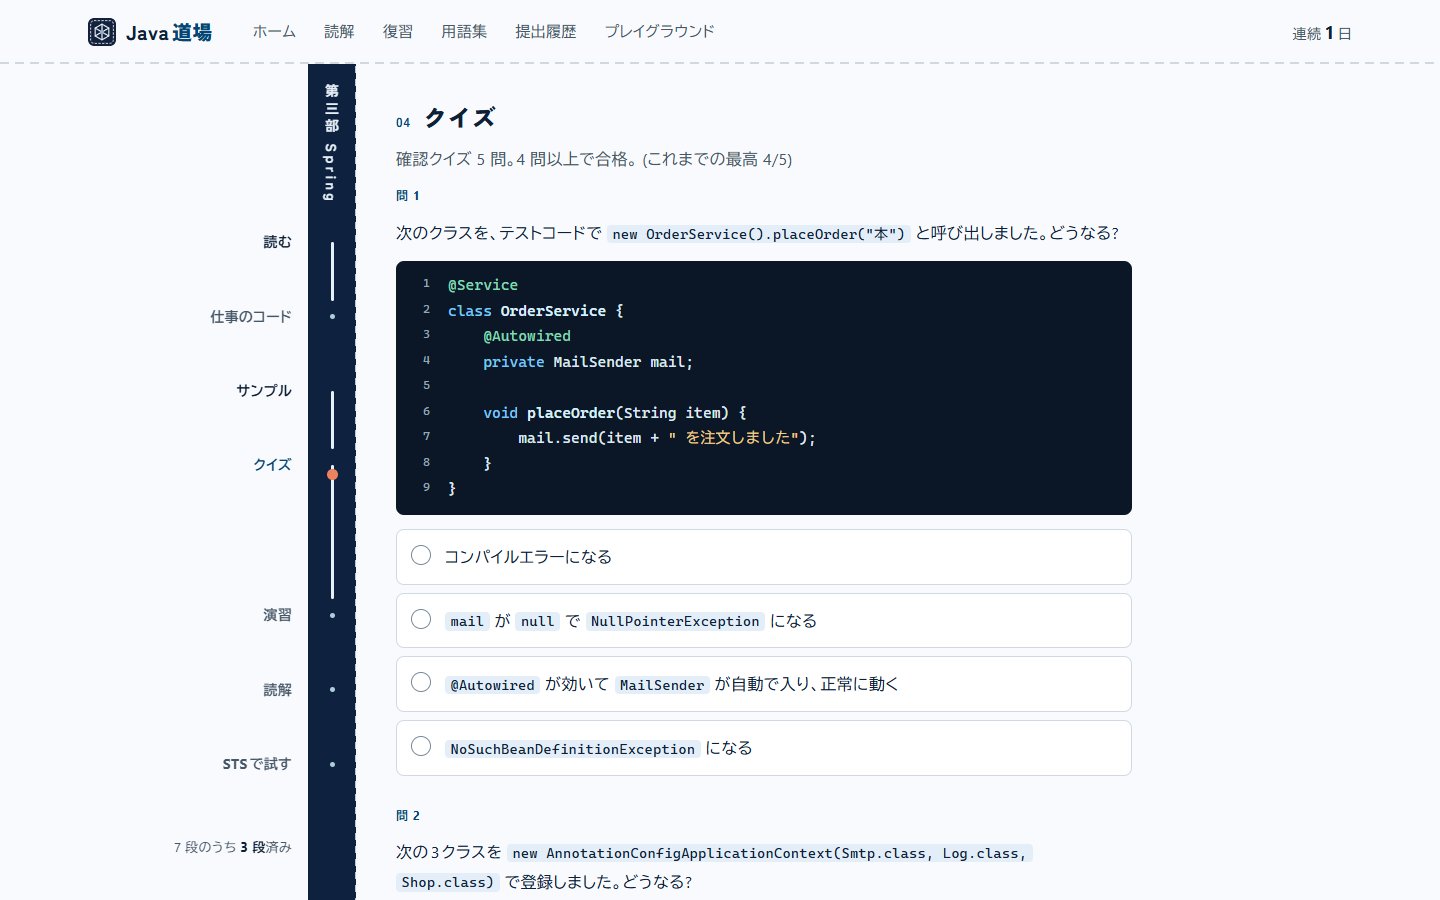 Java 道場 ホーム 読解 復習 用語集 提出履歴 プレイグラウンド 連続 1 日
第三部 Spring
読む
仕事のコード
サンプル
クイズ
演習
読解
STSで試す
7 段のうち 3 段済み
04 クイズ
確認クイズ 5 問。4 問以上で合格。(これまでの最高 4/5)
問 1
次のクラスを、テストコードで new OrderService().placeOrder("本") と呼び出しました。どうなる?
1 @Service
2 class OrderService {
3     @Autowired
4     private MailSender mail;
5
6     void placeOrder(String item) {
7         mail.send(item + " を注文しました");
8     }
9 }
コンパイルエラーになる
mail が null で NullPointerException になる
@Autowired が効いて MailSender が自動で入り、正常に動く
NoSuchBeanDefinitionException になる
問 2
次の3クラスを new AnnotationConfigApplicationContext(Smtp.class, Log.class,
Shop.class) で登録しました。どうなる?